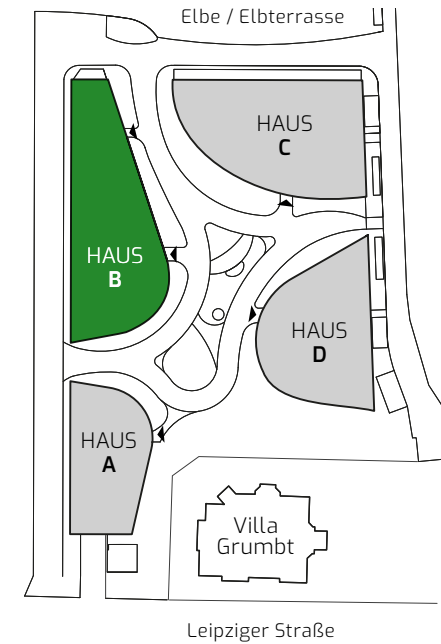 Elbe / Elbterrasse
HAUS
C
HAUS
B
HAUS
D
HAUS
A
Villa
Grumbt
Leipziger Straße